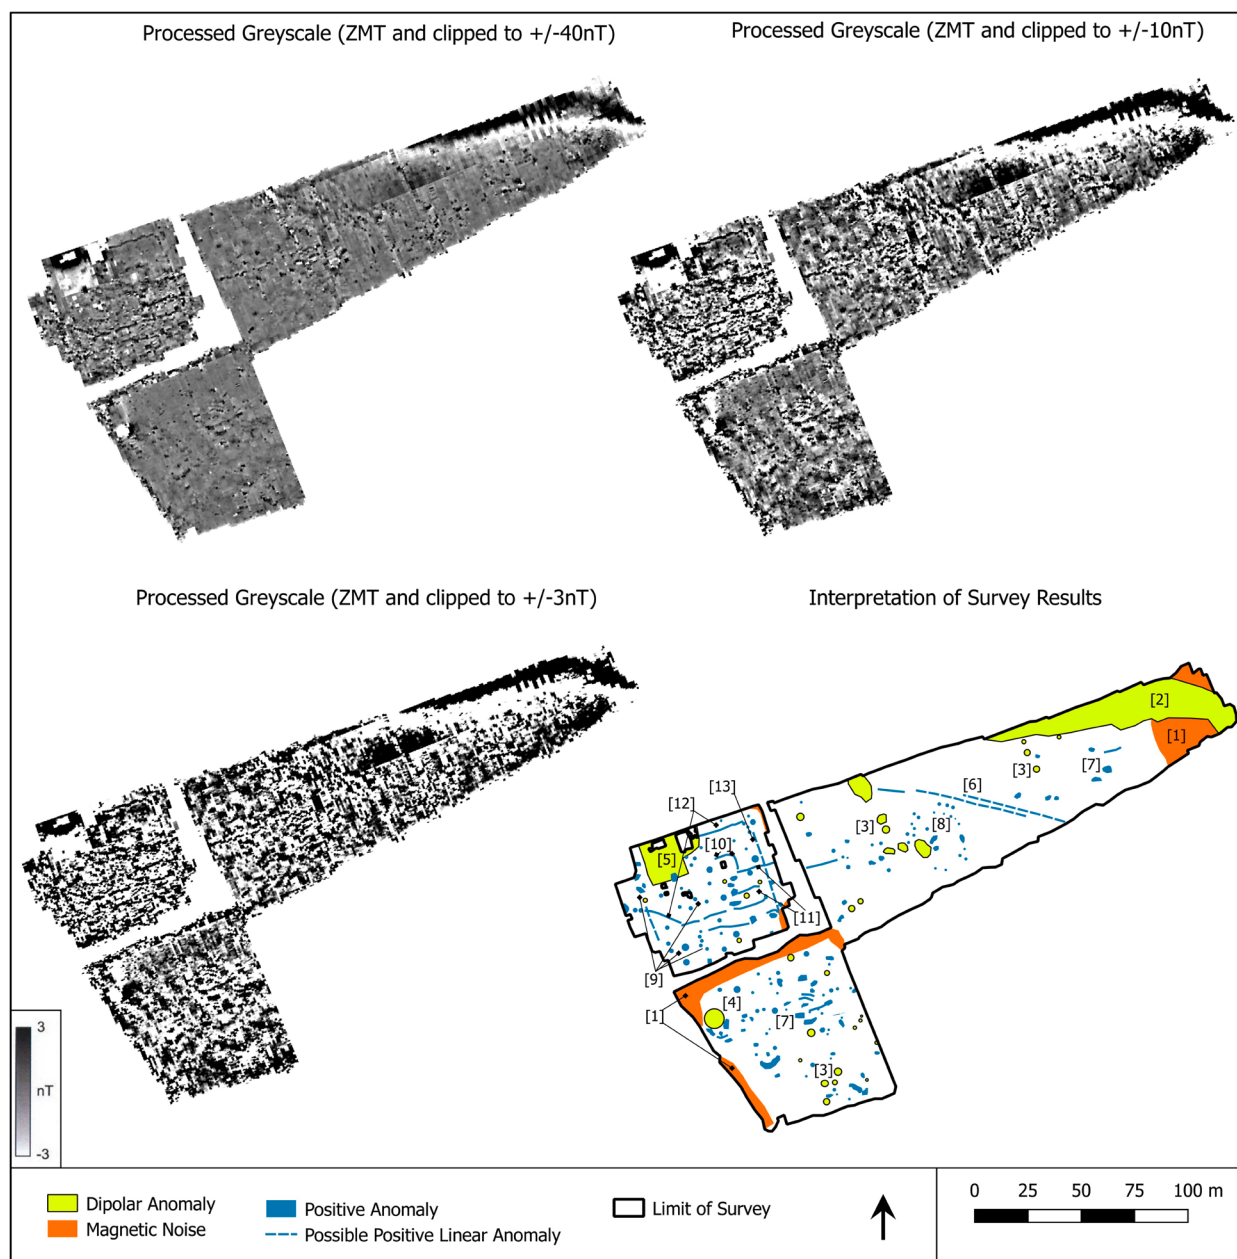 Processed Greyscale (ZMT and clipped to +/-40nT)
Processed Greyscale (ZMT and clipped to +/-10nT)
Processed Greyscale (ZMT and clipped to +/-3nT)
Interpretation of Survey Results
[2]
[1]
[7]
[3]
[6]
[13]
[12]
[3]
[8]
[10]
[5]
[11]
[9]
[4]
[1]
[7]
[3]
3
nT
-3
Dipolar Anomaly
Magnetic Noise
Positive Anomaly
Possible Positive Linear Anomaly
Limit of Survey
0 25 50 75 100 m